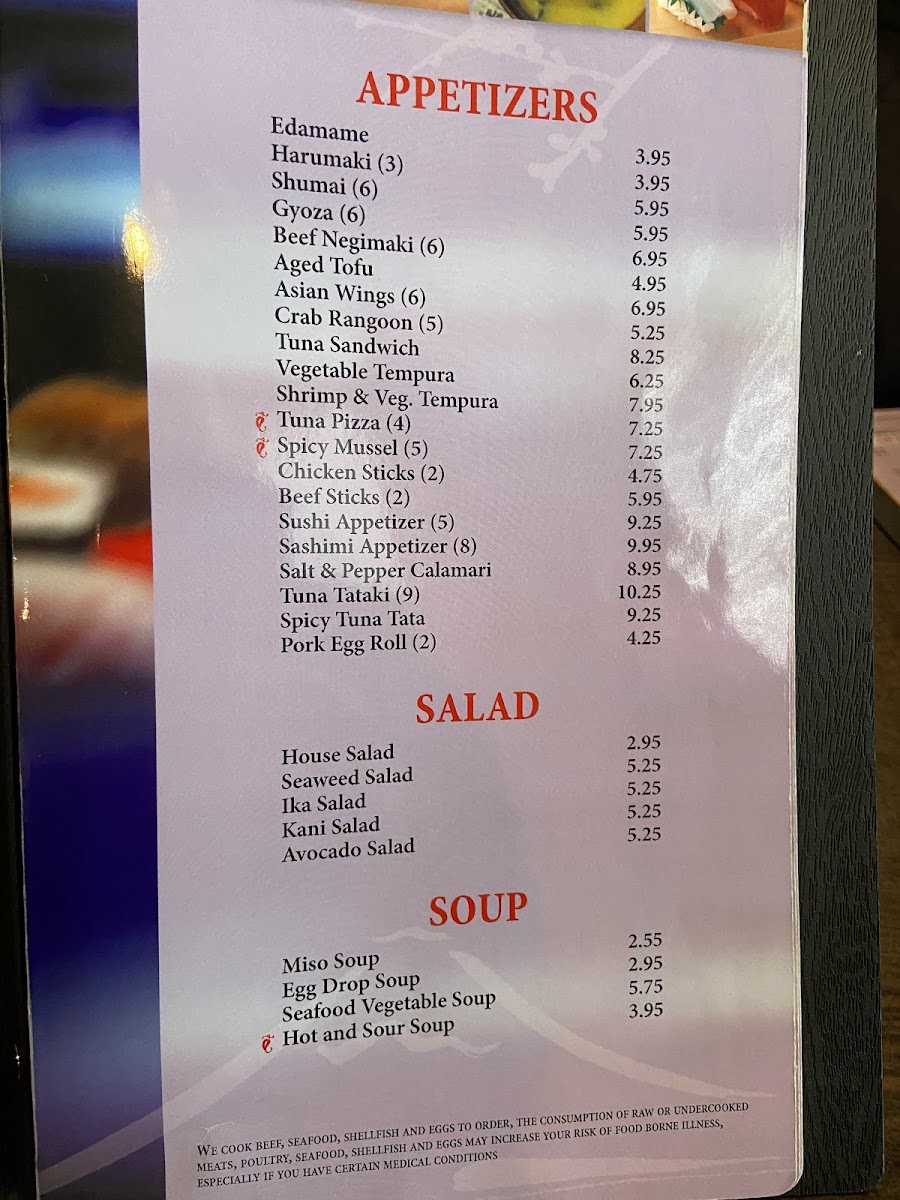 APPETIZERS
Edamame 3.95
Harumaki (3) 3.95
Shumai (6) 5.95
Gyoza (6) 5.95
Beef Negimaki (6) 6.95
Aged Tofu 4.95
Asian Wings (6) 6.95
Crab Rangoon (5) 5.25
Tuna Sandwich 8.25
Vegetable Tempura 6.25
Shrimp & Veg. Tempura 7.95
Tuna Pizza (4) 7.25
Spicy Mussel (5) 7.25
Chicken Sticks (2) 4.75
Beef Sticks (2) 5.95
Sushi Appetizer (5) 9.25
Sashimi Appetizer (8) 9.95
Salt & Pepper Calamari 8.95
Tuna Tataki (9) 10.25
Spicy Tuna Tata 9.25
Pork Egg Roll (2) 4.25
SALAD
House Salad 2.95
Seaweed Salad 5.25
Ika Salad 5.25
Kani Salad 5.25
Avocado Salad 5.25
SOUP
Miso Soup 2.55
Egg Drop Soup 2.95
Seafood Vegetable Soup 5.75
Hot and Sour Soup 3.95
WE COOK BEEF, SEAFOOD, SHELLFISH AND EGGS TO ORDER, THE CONSUMPTION OF RAW OR UNDERCOOKED
MEATS, POULTRY, SEAFOOD, SHELLFISH AND EGGS MAY INCREASE YOUR RISK OF FOOD BORNE ILLNESS,
ESPECIALLY IF YOU HAVE CERTAIN MEDICAL CONDITIONS